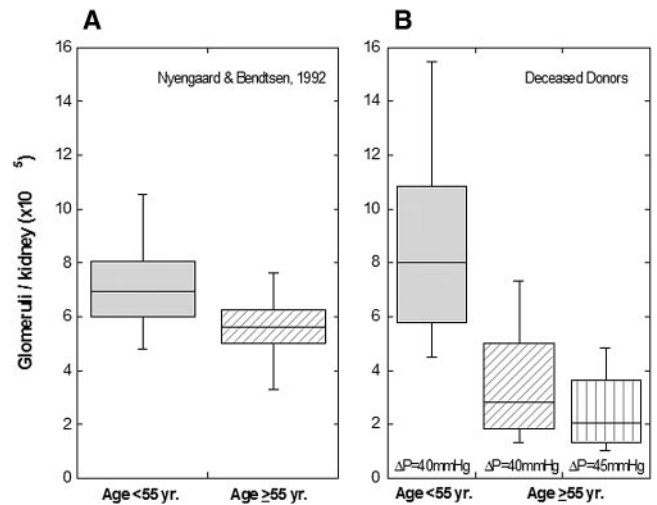 A
B
Glomeruli / kidney (x10 5)
16
14
12
10
8
6
4
2
0
Nyengaard & Bendtsen, 1992
Age <55 yr.
Age ≥55 yr.
16
14
12
10
8
6
4
2
0
Deceased Donors
ΔP=40mmHg
ΔP=40mmHg
ΔP=45mmHg
Age <55 yr.
Age ≥55 yr.